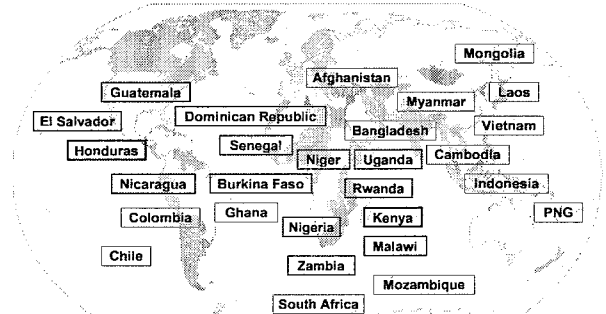 Mongolia
Afghanistan
Guatemala
Myanmar
Laos
El Salvador
Dominican Republic
Bangladesh
Vietnam
Honduras
Senegal
Niger
Uganda
Cambodia
Nicaragua
Burkina Faso
Rwanda
Indonesia
Colombia
Ghana
Nigeria
Kenya
PNG
Chile
Malawi
Zambia
Mozambique
South Africa